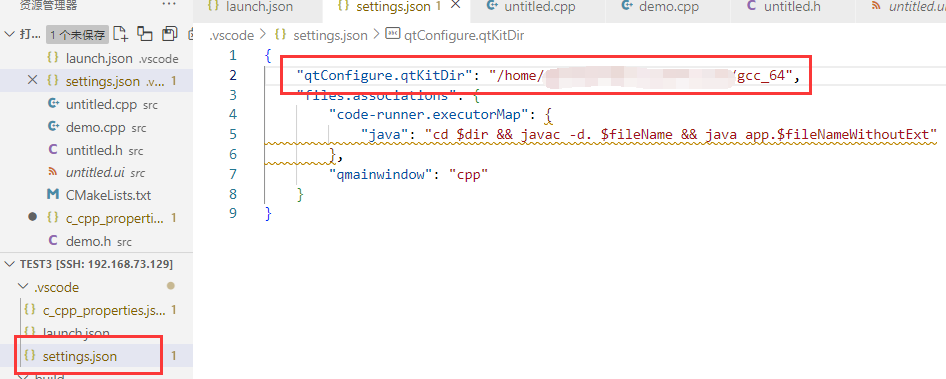 资源管理器 ···
launch.json settings.json 1 × untitled.cpp demo.cpp untitled.h
打... 1 个未保存
.vscode > {} settings.json > qtConfigure.qtKitDir
launch.json .vscode
× {} settings.json .v... 1
untitled.cpp src
demo.cpp src
C untitled.h src
untitled.ui src
M CMakeLists.txt
{} c_cpp_properti... 1
C demo.h src
TEST3 [SSH: 192.168.73.129]
.vscode
{} c_cpp_properties.js... 1
{} launch.json
{} settings.json 1
build
1 {
2 "qtConfigure.qtKitDir": "/home/ /gcc_64",
3 "files.associations": {
4 "code-runner.executorMap": {
5 "java": "cd $dir && javac -d. $fileName && java app.$fileNameWithoutExt"
6 },
7 "qmainwindow": "cpp"
8 }
9 }